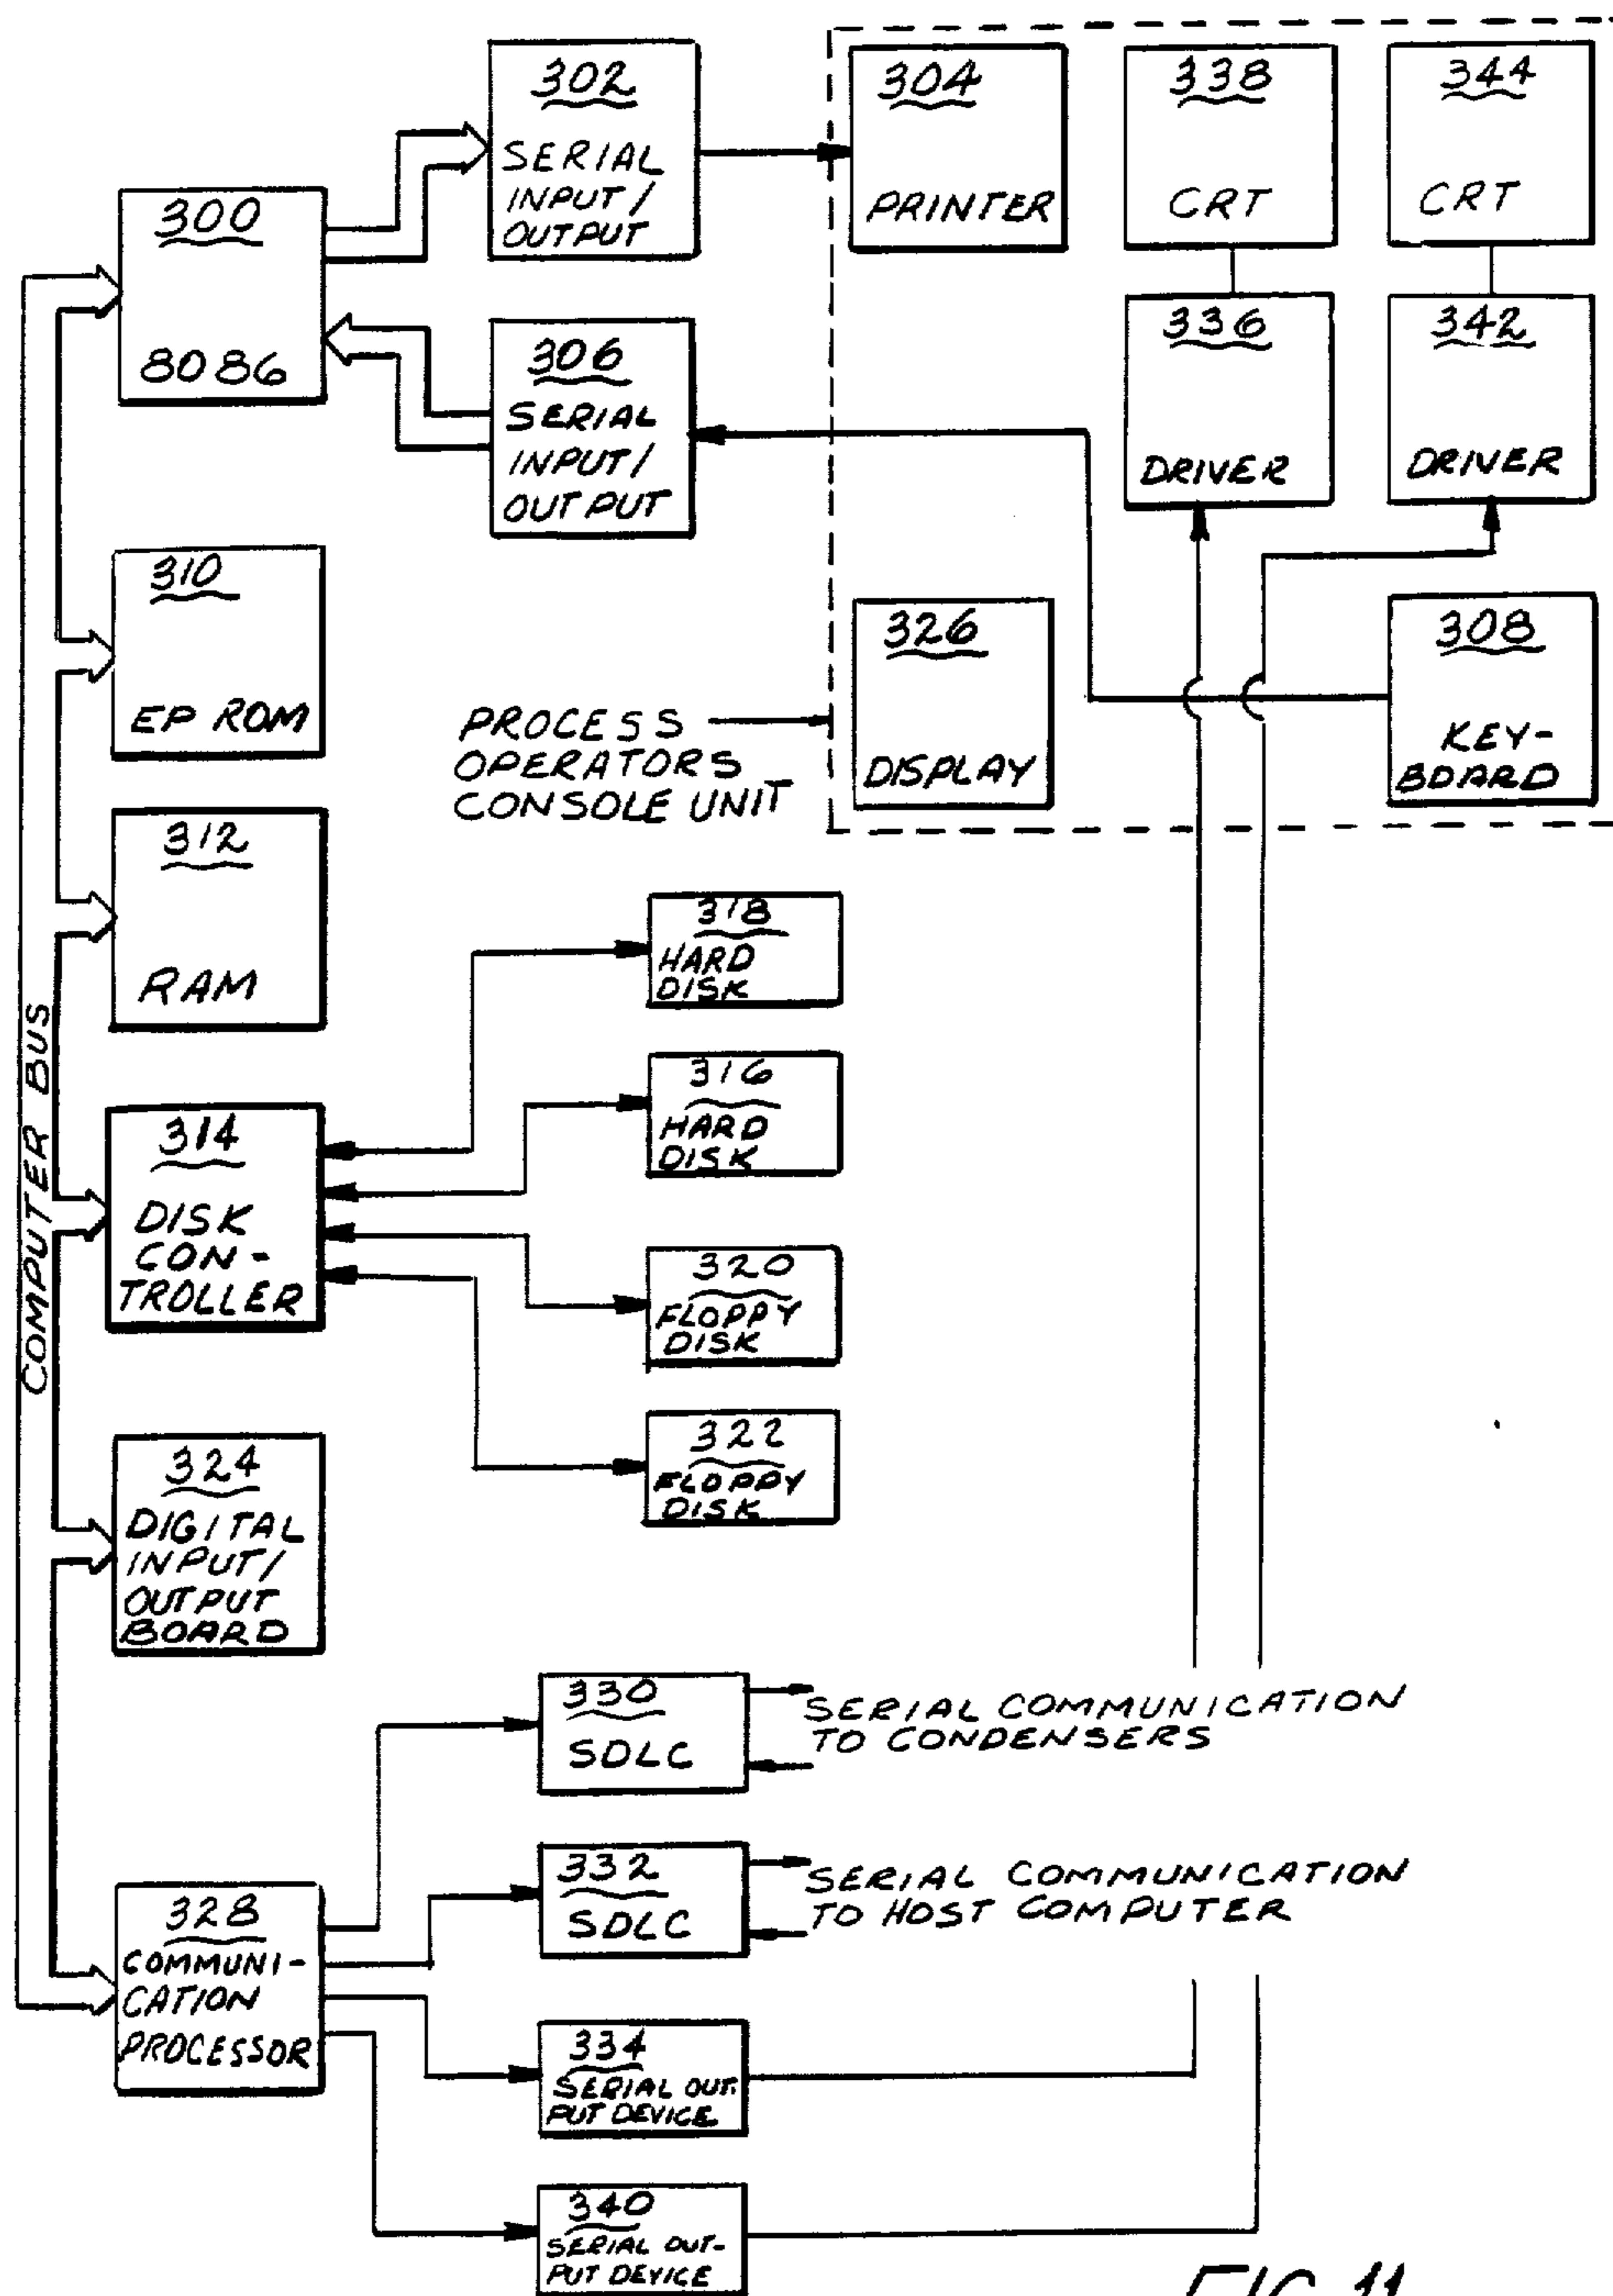 302
SERIAL
INPUT/
OUTPUT
304
PRINTER
338
CRT
344
CRT
300
8086
306
SERIAL
INPUT/
OUTPUT
336
DRIVER
342
DRIVER
310
EP ROM
326
DISPLAY
308
KEY-
BOARD
PROCESS
OPERATORS
CONSOLE UNIT
312
RAM
COMPUTER BUS
318
HARD
DISK
316
HARD
DISK
314
DISK
CON-
TROLLER
320
FLOPPY
DISK
322
FLOPPY
DISK
324
DIGITAL
INPUT/
OUTPUT
BOARD
330
SDLC
SERIAL COMMUNICATION
TO CONDENSERS
332
SDLC
SERIAL COMMUNICATION
TO HOST COMPUTER
328
COMMUNI-
CATION
PROCESSOR
334
SERIAL OUT-
PUT DEVICE
340
SERIAL OUT-
PUT DEVICE
FIG. 11